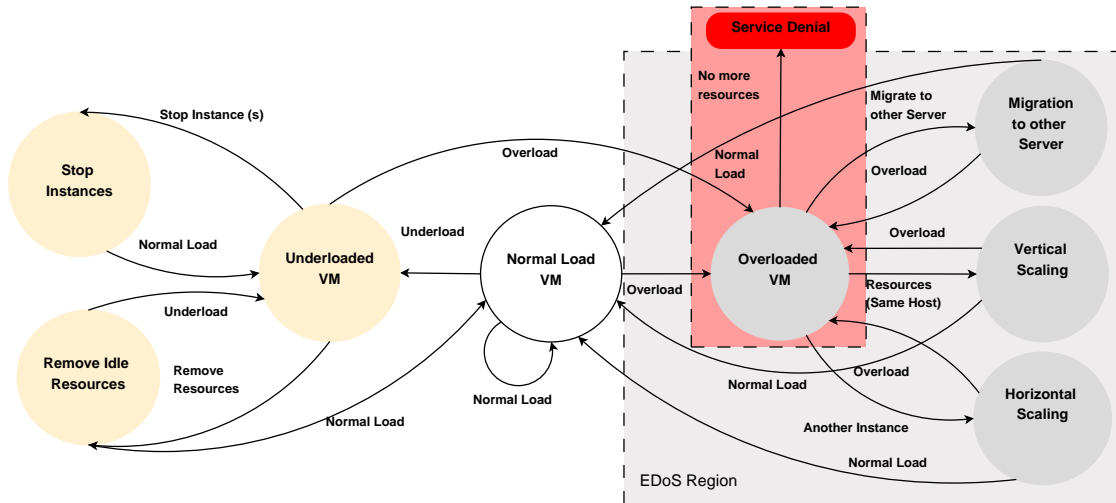 Service Denial
No more
resources
Migrate to
other Server
Migration
to other
Server
Stop Instance (s)
Stop
Instances
Overload
Normal
Load
Overload
Normal Load
Underloaded
VM
Underload
Normal Load
VM
Overload
Overloaded
VM
Overload
Resources
(Same Host)
Vertical
Scaling
Underload
Remove Idle
Resources
Remove
Resources
Normal Load
Normal Load
Normal Load
Overload
Another Instance
Horizontal
Scaling
Normal Load
EDoS Region